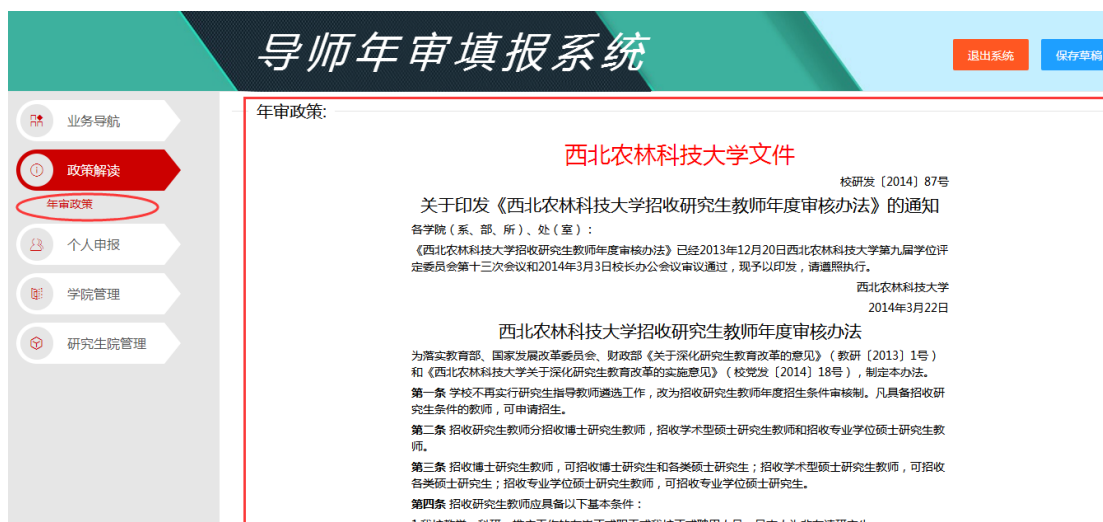 导师年审填报系统
退出系统
保存草稿
业务导航
政策解读
年审政策
个人申报
学院管理
研究生院管理
年审政策:
西北农林科技大学文件
校研发〔2014〕87号
关于印发《西北农林科技大学招收研究生教师年度审核办法》的通知
各学院（系、部、所）、处（室）：
《西北农林科技大学招收研究生教师年度审核办法》已经2013年12月20日西北农林科技大学第九届学位评
定委员会第十三次会议和2014年3月3日校长办公会议审议通过，现予以印发，请遵照执行。
西北农林科技大学
2014年3月22日
西北农林科技大学招收研究生教师年度审核办法
为落实教育部、国家发展改革委员会、财政部《关于深化研究生教育改革的意见》（教研〔2013〕1号）
和《西北农林科技大学关于深化研究生教育改革的实施意见》（校党发〔2014〕18号），制定本办法。
第一条 学校不再实行研究生指导教师遴选工作，改为招收研究生教师年度招生条件审核制。凡具备招收研
究生条件的教师，可申请招生。
第二条 招收研究生教师分招收博士研究生教师，招收学术型硕士研究生教师和招收专业学位硕士研究生教
师。
第三条 招收博士研究生教师，可招收博士研究生和各类硕士研究生；招收学术型硕士研究生教师，可招收
各类硕士研究生；招收专业学位硕士研究生教师，可招收专业学位硕士研究生。
第四条 招收研究生教师应具备以下基本条件：